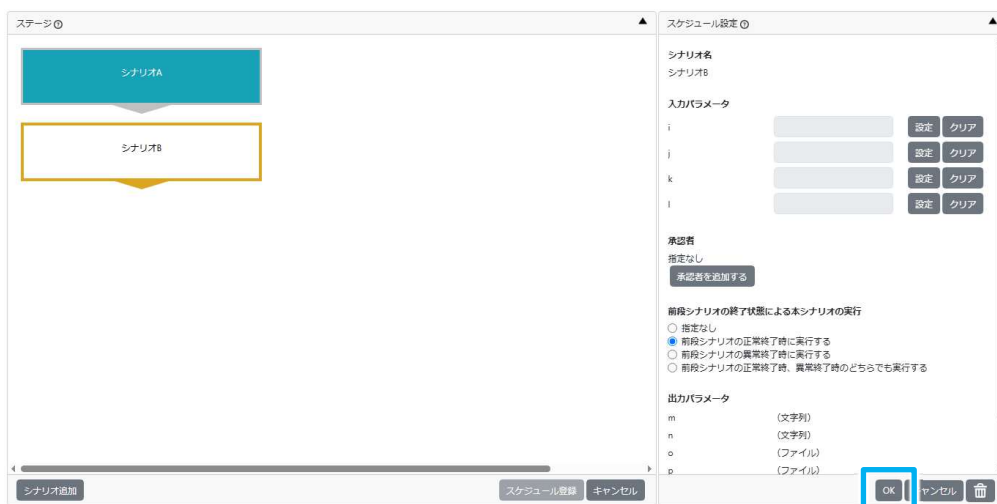 ステージ
シナリオA
シナリオB
シナリオ追加
スケジュール登録 キャンセル
スケジュール設定
シナリオ名
シナリオB
入力パラメータ
i 設定 クリア
j 設定 クリア
k 設定 クリア
l 設定 クリア
承認者
指定なし
承認者を追加する
前段シナリオの終了状態による本シナリオの実行
指定なし
前段シナリオの正常終了時に実行する
前段シナリオの異常終了時に実行する
前段シナリオの正常終了時、異常終了時のどちらでも実行する
出力パラメータ
m (文字列)
n (文字列)
o (ファイル)
p (ファイル)
OK キャンセル